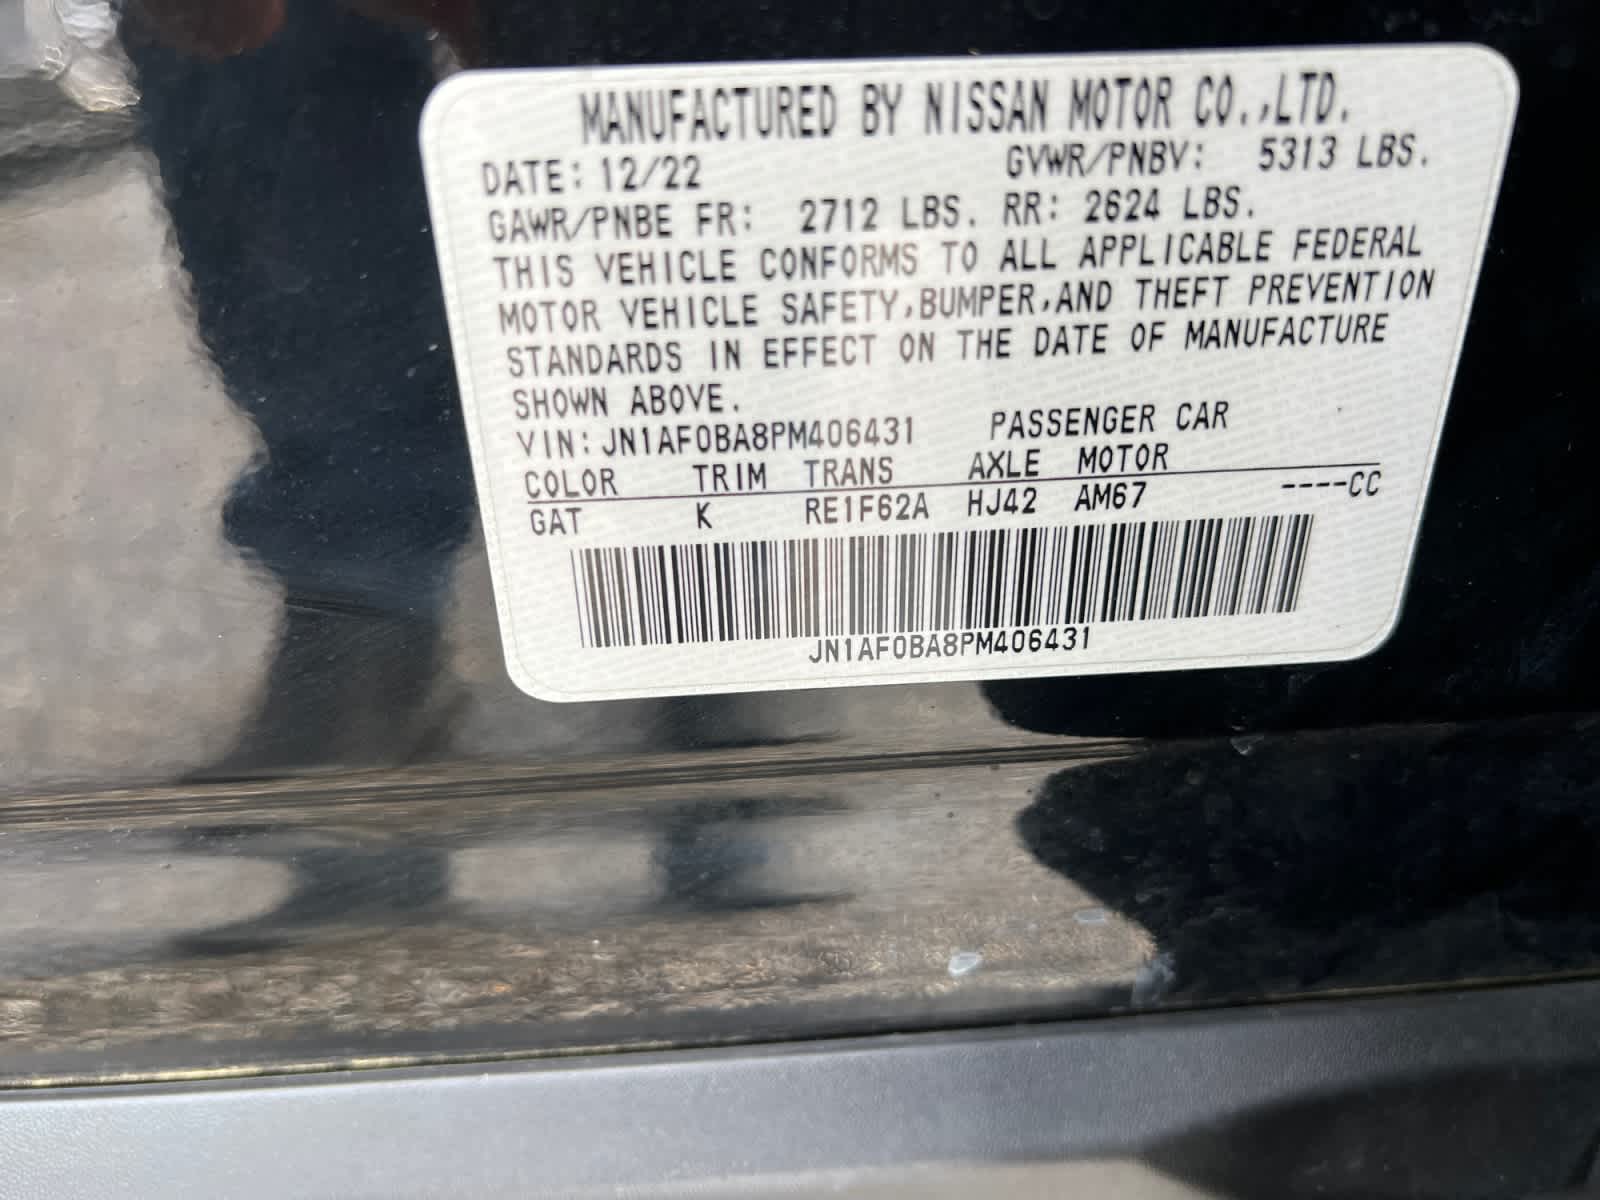 MANUFACTURED BY NISSAN MOTOR CO.,LTD.
DATE: 12/22 GVWR/PNBV: 5313 LBS.
GAWR/PNBE FR: 2712 LBS. RR: 2624 LBS.
THIS VEHICLE CONFORMS TO ALL APPLICABLE FEDERAL
MOTOR VEHICLE SAFETY,BUMPER,AND THEFT PREVENTION
STANDARDS IN EFFECT ON THE DATE OF MANUFACTURE
SHOWN ABOVE.
VIN:JN1AF0BA8PM406431 PASSENGER CAR
COLOR TRIM TRANS AXLE MOTOR
GAT K RE1F62A HJ42 AM67 ----CC
JN1AF0BA8PM406431